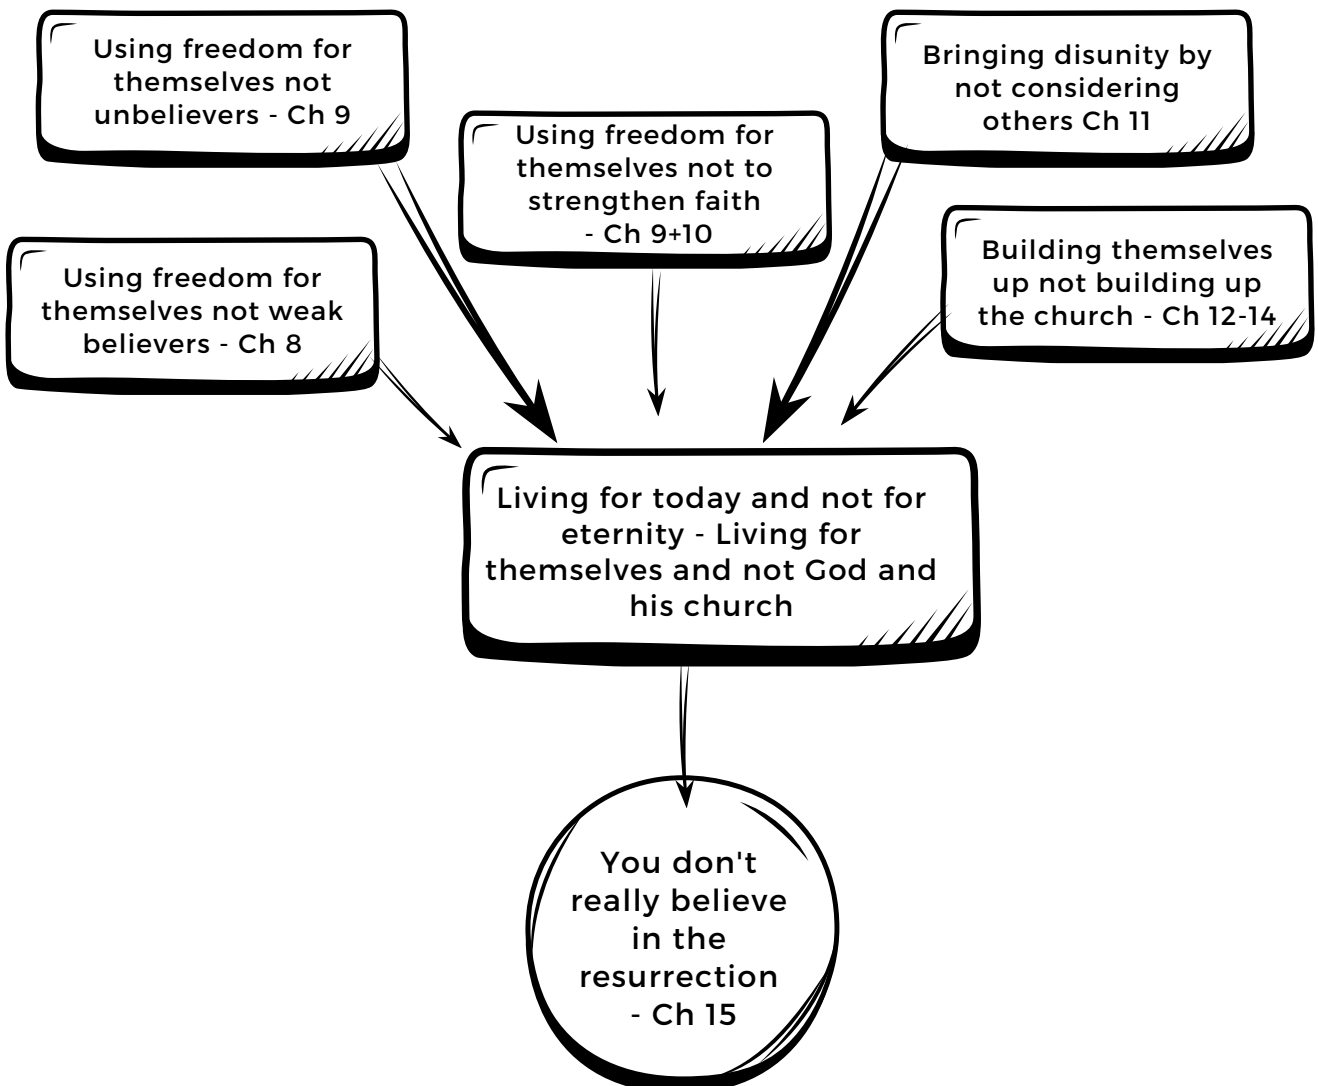 Using freedom for
themselves not
unbelievers - Ch 9
Bringing disunity by
not considering
others Ch 11
Using freedom for
themselves not to
strengthen faith
- Ch 9+10
Using freedom for
themselves not weak
believers - Ch 8
Building themselves
up not building up
the church - Ch 12-14
Living for today and not for
eternity - Living for
themselves and not God and
his church
You don't
really believe
in the
resurrection
- Ch 15